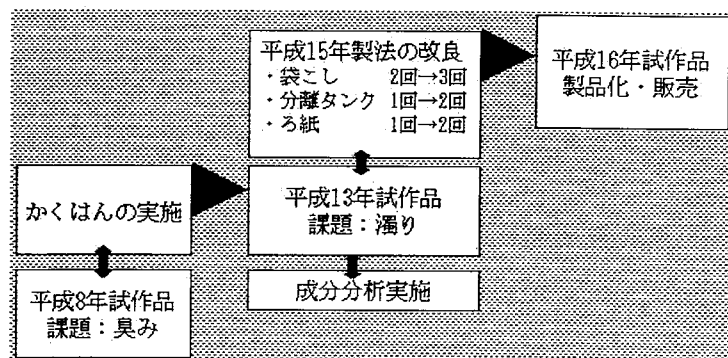 平成15年製法の改良
・袋こし 2回→3回
・分離タンク 1回→2回
・ろ紙 1回→2回
平成16年試作品
製品化・販売
かくはんの実施
平成13年試作品
課題：濁り
平成8年試作品
課題：臭み
成分分析実施